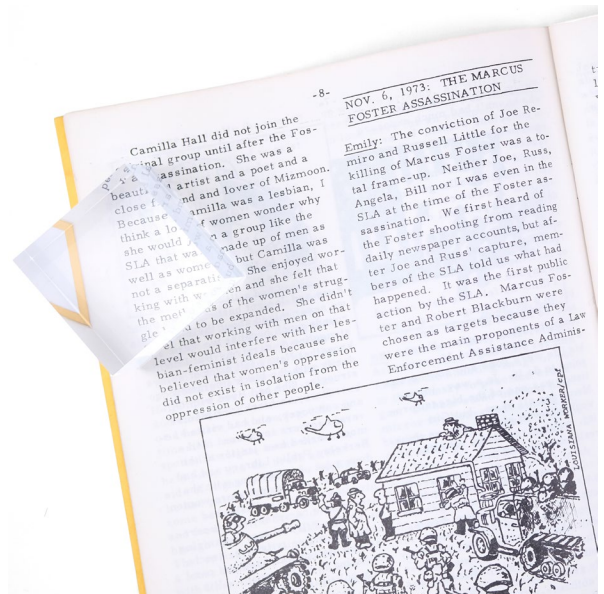 -8-
Camilla Hall did not join the
inal group until after the Fos-
assination. She was a
beaut artist and a poet and a
close nd and lover of Mizmoon.
Because amilla was a lesbian, I
think a lo of women wonder why
she would a group like the
SLA that wa made up of men as
well as wome but Camilla was
not a separati She enjoyed wor-
king with w en and she felt that
the met s of the women's strug-
gle to be expanded. She didn't
el that working with men on that
level would interfere with her les-
bian-feminist ideals because she
believed that women's oppression
did not exist in isolation from the
oppression of other people.
NOV. 6, 1973: THE MARCUS
FOSTER ASSASSINATION
Emily: The conviction of Joe Re-
miro and Russell Little for the
killing of Marcus Foster was a to-
tal frame-up. Neither Joe, Russ,
Angela, Bill nor I was even in the
SLA at the time of the Foster as-
sassination. We first heard of
the Foster shooting from reading
daily newspaper accounts, but af-
ter Joe and Russ' capture, mem-
bers of the SLA told us what had
happened. It was the first public
action by the SLA. Marcus Fos-
ter and Robert Blackburn were
chosen as targets because they
were the main proponents of a Law
Enforcement Assistance Adminis-
LOUISIANA WORKER/cpf